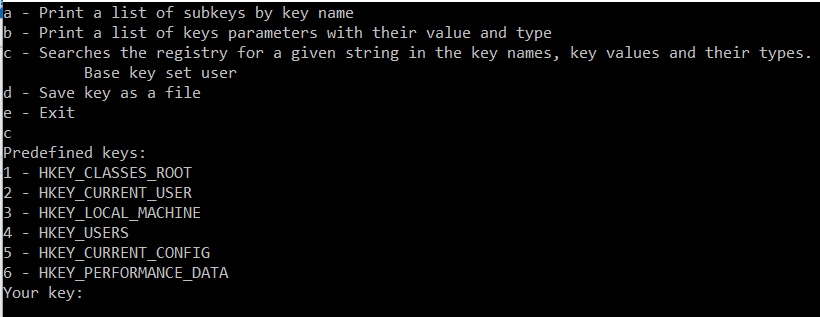 a - Print a list of subkeys by key name
b - Print a list of keys parameters with their value and type
c - Searches the registry for a given string in the key names, key values and their types.
Base key set user
d - Save key as a file
e - Exit
c
Predefined keys:
1 - HKEY_CLASSES_ROOT
2 - HKEY_CURRENT_USER
3 - HKEY_LOCAL_MACHINE
4 - HKEY_USERS
5 - HKEY_CURRENT_CONFIG
6 - HKEY_PERFORMANCE_DATA
Your key: